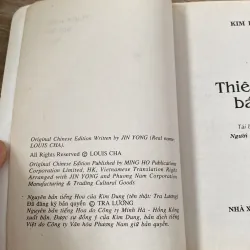 Original Chinese Edition Written by JIN YONG (Real name:
LOUIS CHA).
All Rights Reserved © LOUIS CHA
Original Chinese Edition Published by MING HO Publications
Corporation Limited, HK, Vietnamese Translation Rights
Arranged with JIN YONG and Phuong Nam Corporation
Manufacturing & Trading Cultural Goods.
Nguyên bản tiếng Hoa của Kim Dung (tên thật: Tra Lương)
Đã đăng ký bản quyền © TRA LƯƠNG
Nguyên bản tiếng Hoa do Công ty Minh Hà - Hồng Kông
xuất bản. Được sự đồng ý của Kim Dung, bản dịch tiếng
Việt do Công ty Văn hóa Phương Nam giữ bản quyền.
KIM
Thiê
bá
Tái
Người
NHÀ X